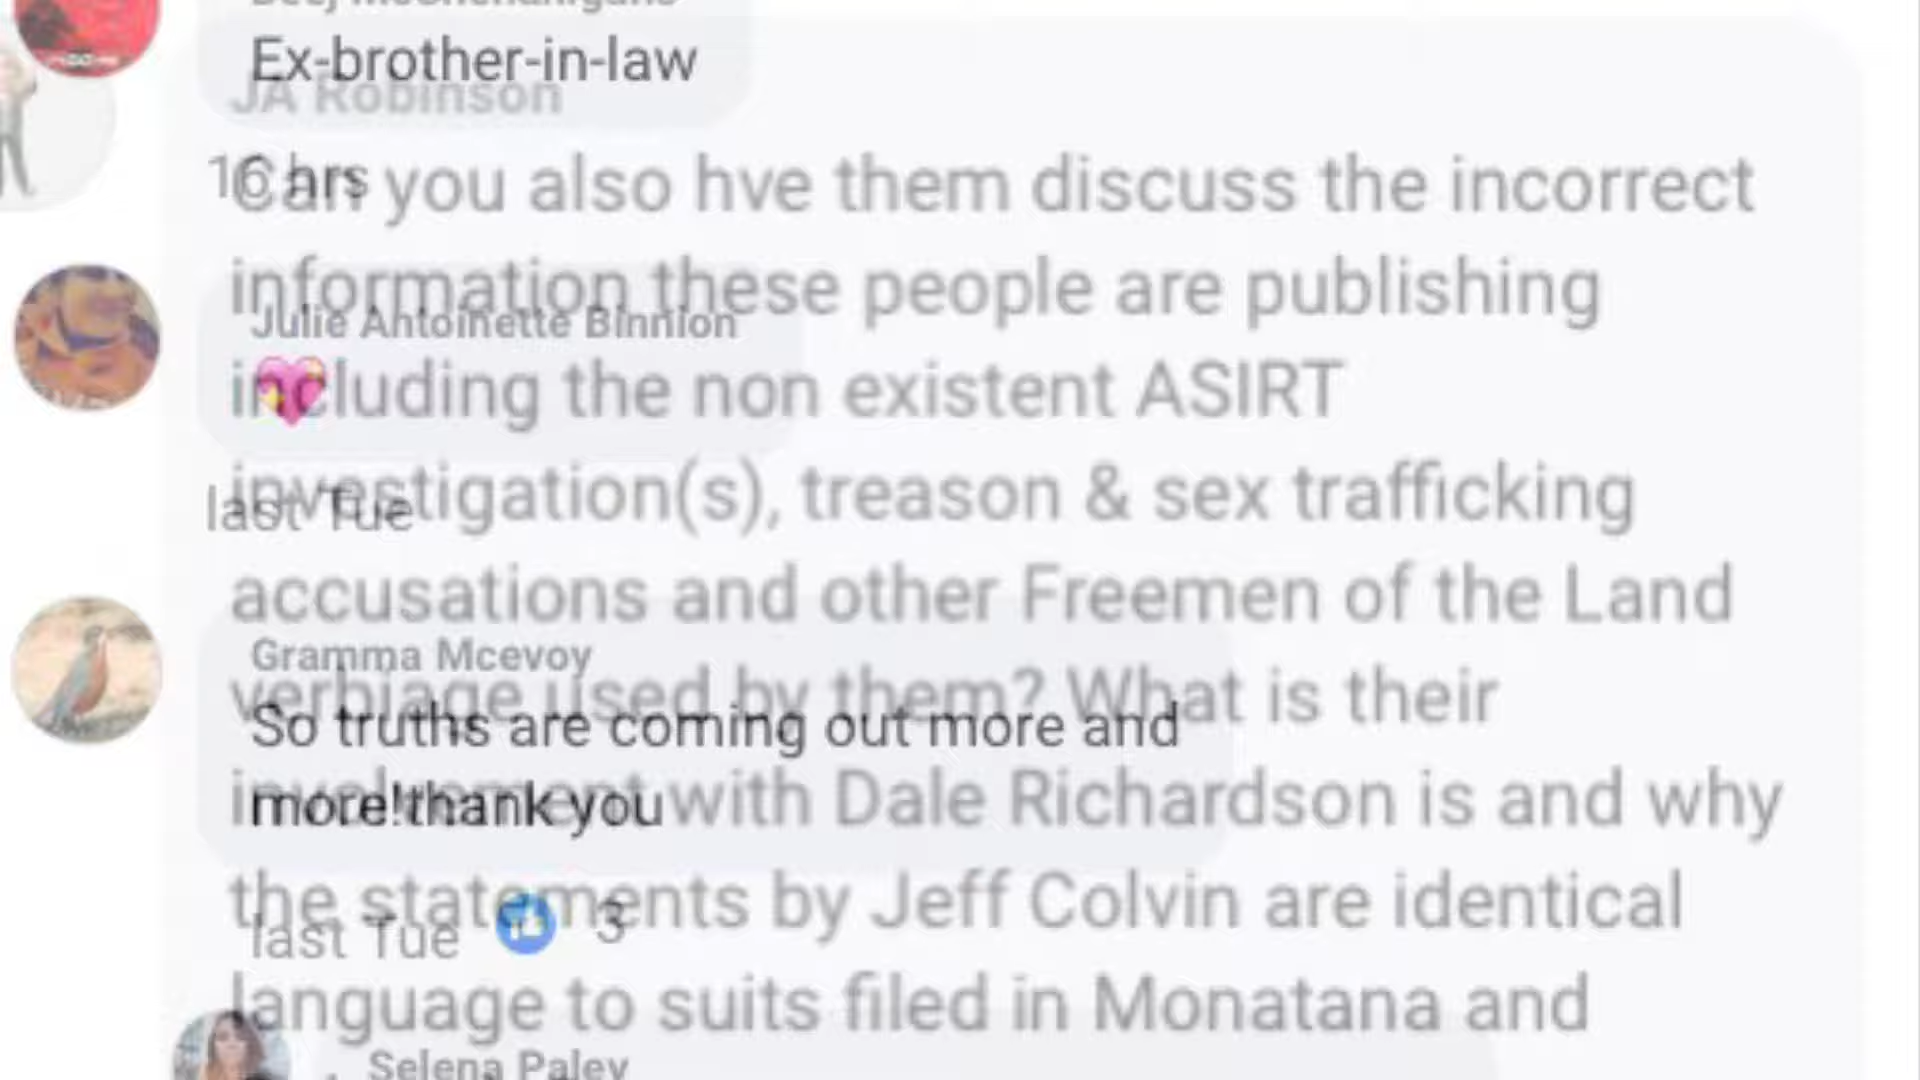 Ex-brother-in-law
JA Robinson
16 hrs
Can you also hve them discuss the incorrect
information these people are publishing
Julie Antoinette Binnion
including the non existent ASIRT
investigation(s), treason & sex trafficking
last Tue
accusations and other Freemen of the Land
Gramma Mcevoy
verbiage used by them? What is their
So truths are coming out more and
involvement with Dale Richardson is and why
more!thank you
the statements by Jeff Colvin are identical
last Tue 3
language to suits filed in Monatana and
Selena Paley